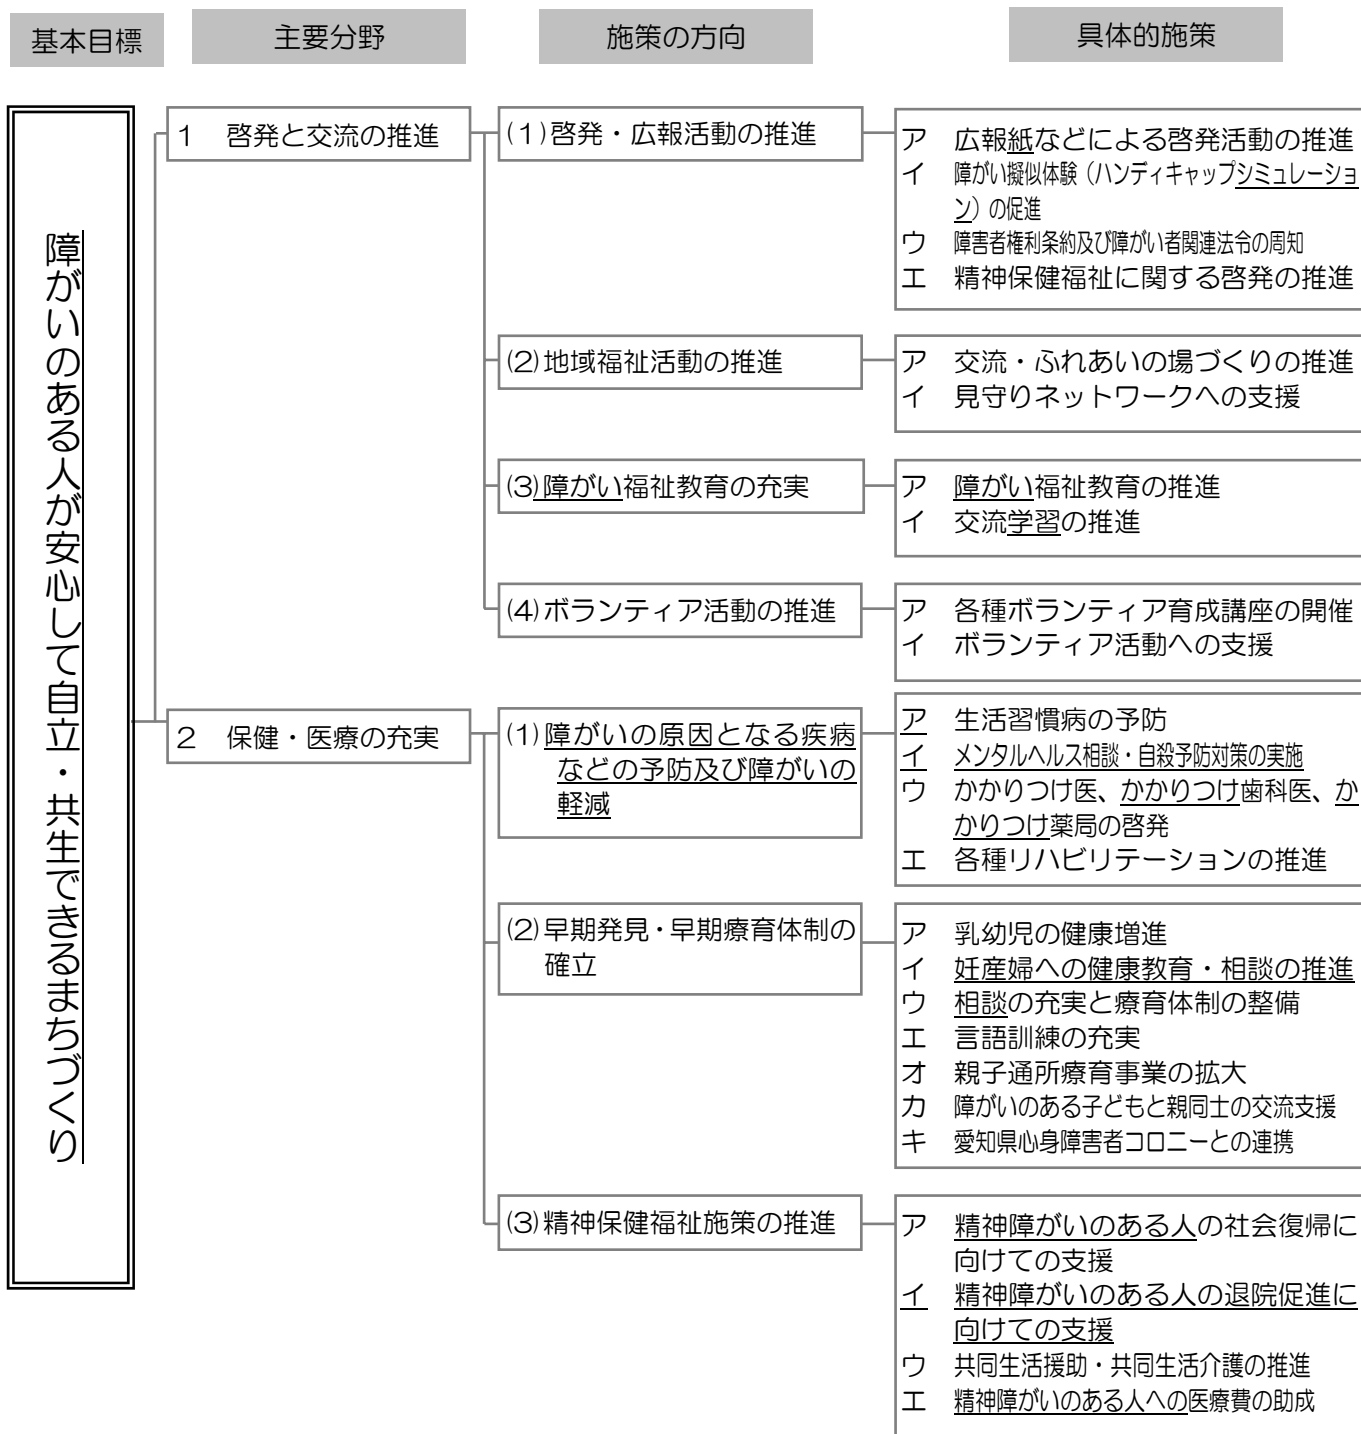 基本目標
主要分野
施策の方向
具体的施策
障がいのある人が安心して自立・共生できるまちづくり
1 啓発と交流の推進
(1)啓発・広報活動の推進
ア 広報紙などによる啓発活動の推進
イ 障がい擬似体験（ハンディキャップシミュレーショ
ン）の促進
ウ 障害者権利条約及び障がい者関連法令の周知
エ 精神保健福祉に関する啓発の推進
(2)地域福祉活動の推進
ア 交流・ふれあいの場づくりの推進
イ 見守りネットワークへの支援
(3)障がい福祉教育の充実
ア 障がい福祉教育の推進
イ 交流学習の推進
(4)ボランティア活動の推進
ア 各種ボランティア育成講座の開催
イ ボランティア活動への支援
2 保健・医療の充実
(1)障がいの原因となる疾病
などの予防及び障がいの
軽減
ア 生活習慣病の予防
イ メンタルヘルス相談・自殺予防対策の実施
ウ かかりつけ医、かかりつけ歯科医、か
かりつけ薬局の啓発
エ 各種リハビリテーションの推進
(2)早期発見・早期療育体制の
確立
ア 乳幼児の健康増進
イ 妊産婦への健康教育・相談の推進
ウ 相談の充実と療育体制の整備
エ 言語訓練の充実
オ 親子通所療育事業の拡大
カ 障がいのある子どもと親同士の交流支援
キ 愛知県心身障害者コロニーとの連携
(3)精神保健福祉施策の推進
ア 精神障がいのある人の社会復帰に
向けての支援
イ 精神障がいのある人の退院促進に
向けての支援
ウ 共同生活援助・共同生活介護の推進
エ 精神障がいのある人への医療費の助成